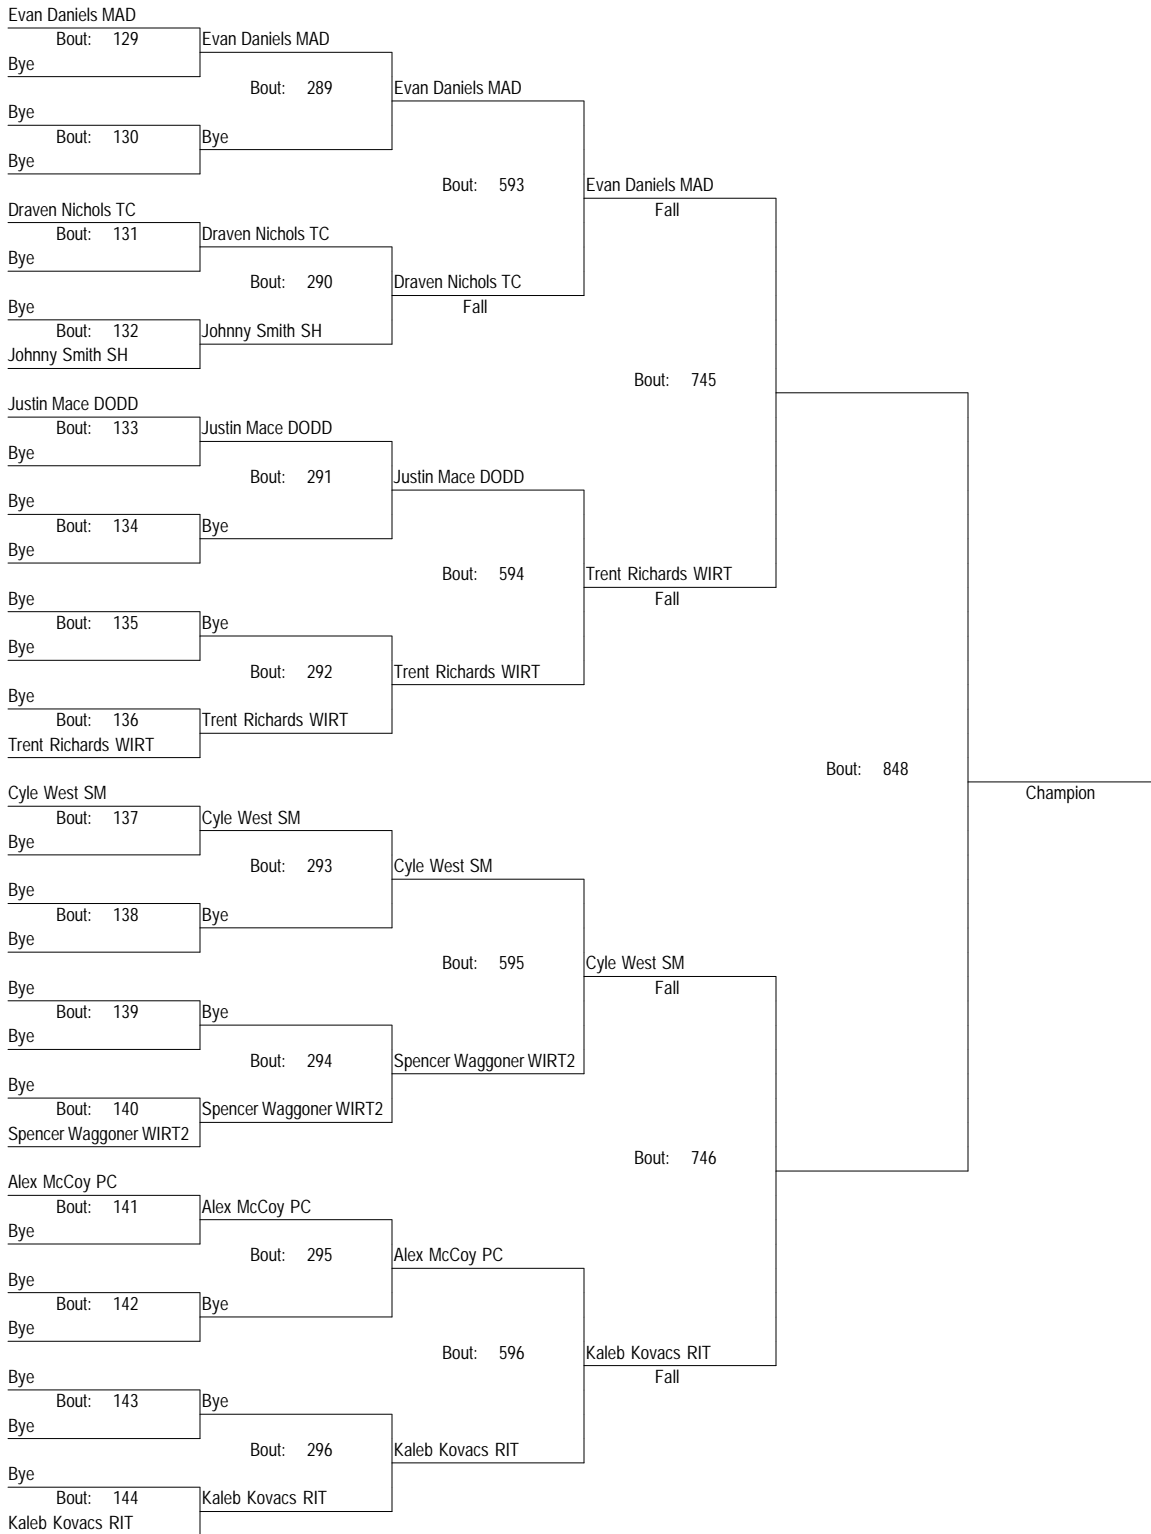 Evan Daniels MAD
Bout: 129 Evan Daniels MAD
Bye
Bout: 289 Evan Daniels MAD
Bye
Bout: 130 Bye
Bye
Bout: 593 Evan Daniels MAD
Fall
Draven Nichols TC
Bout: 131 Draven Nichols TC
Bye
Bout: 290 Draven Nichols TC
Fall
Bye
Bout: 132 Johnny Smith SH
Johnny Smith SH
Bout: 745
Justin Mace DODD
Bout: 133 Justin Mace DODD
Bye
Bout: 291 Justin Mace DODD
Bye
Bout: 134 Bye
Bye
Bout: 594 Trent Richards WIRT
Fall
Bye
Bout: 135 Bye
Bye
Bout: 292 Trent Richards WIRT
Bye
Bout: 136 Trent Richards WIRT
Trent Richards WIRT
Bout: 848
Champion
Cyle West SM
Bout: 137 Cyle West SM
Bye
Bout: 293 Cyle West SM
Bye
Bout: 138 Bye
Bye
Bout: 595 Cyle West SM
Fall
Bye
Bout: 139 Bye
Bye
Bout: 294 Spencer Waggoner WIRT2
Bye
Bout: 140 Spencer Waggoner WIRT2
Spencer Waggoner WIRT2
Bout: 746
Alex McCoy PC
Bout: 141 Alex McCoy PC
Bye
Bout: 295 Alex McCoy PC
Bye
Bout: 142 Bye
Bye
Bout: 596 Kaleb Kovacs RIT
Fall
Bye
Bout: 143 Bye
Bye
Bout: 296 Kaleb Kovacs RIT
Bye
Bout: 144 Kaleb Kovacs RIT
Kaleb Kovacs RIT